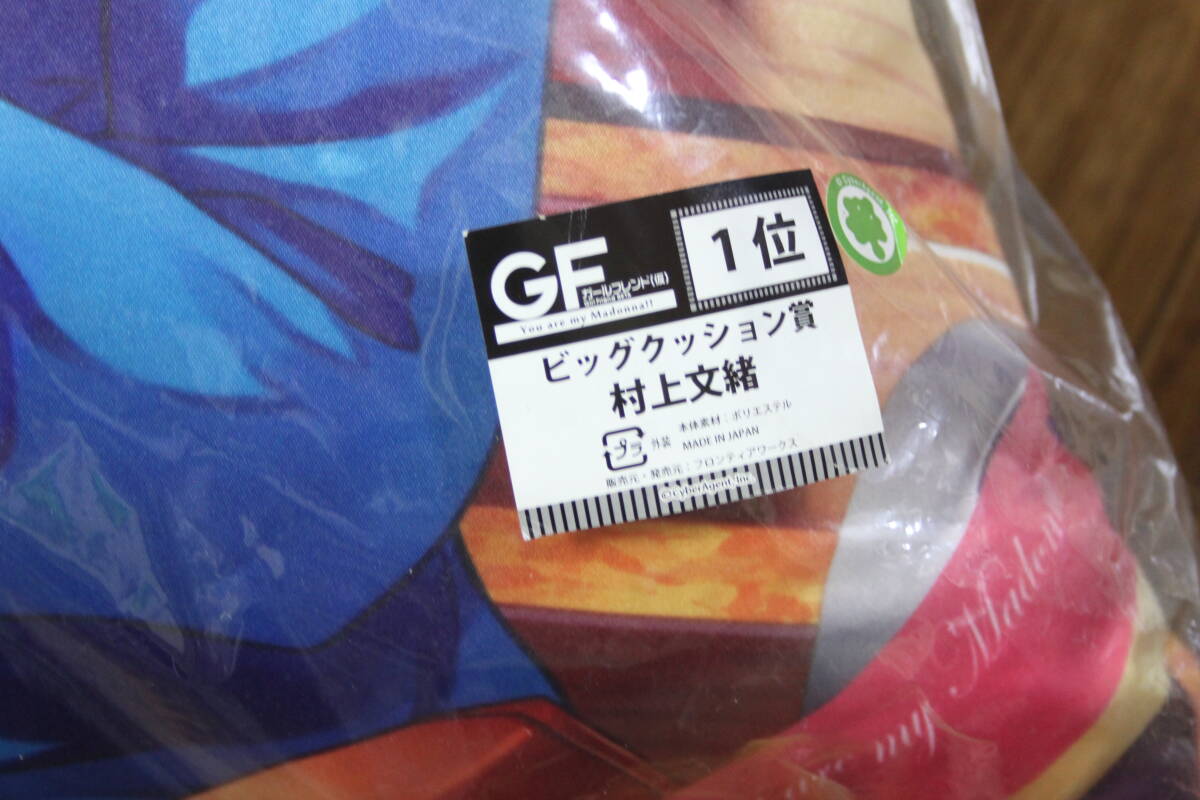 GF
ガールフレンド(仮)
You are my Madonna!!
1位
ビッグクッション賞
村上文緒
プラ 外装
本体素材：ポリエステル
MADE IN JAPAN
販売元・発売元：フロンティアワークス
©CyberAgent, Inc.
my Madon